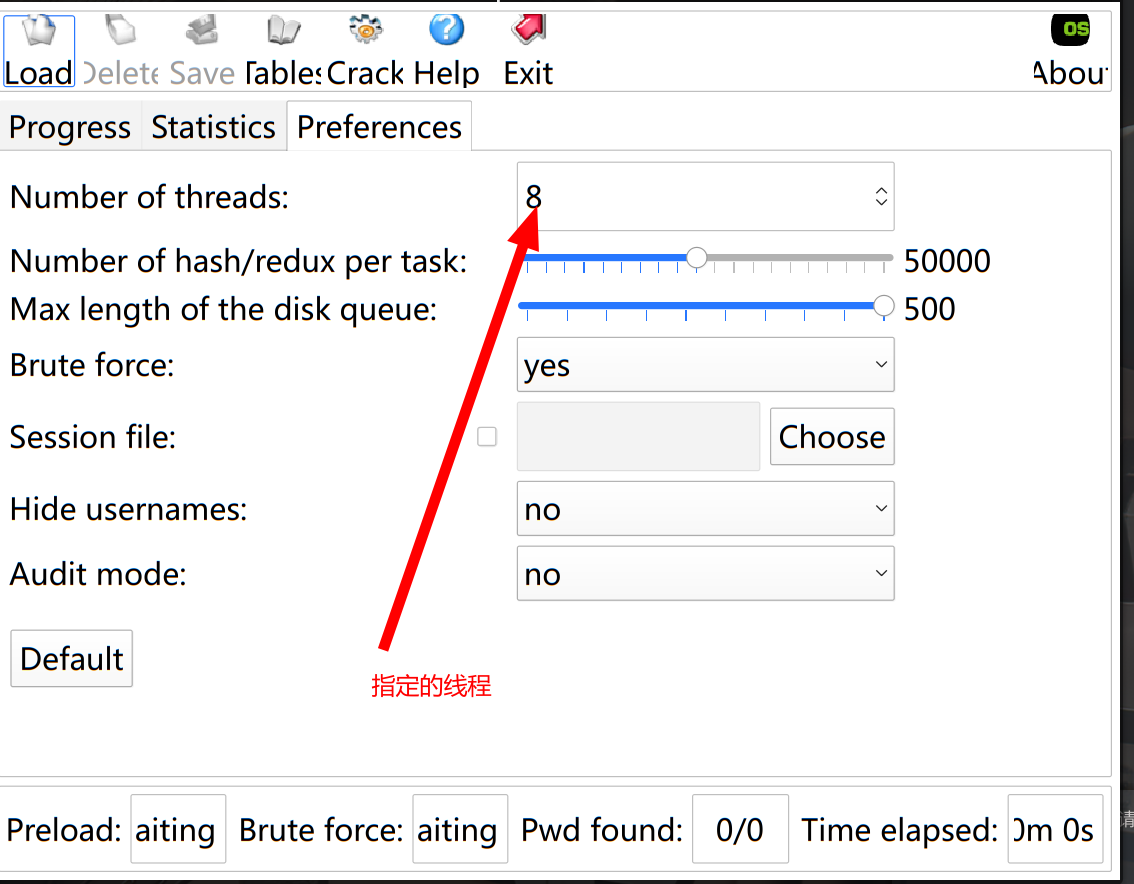 Load Delete Save Tables Crack Help Exit
OS
Abou
Progress Statistics Preferences
Number of threads: 8
Number of hash/redux per task: 50000
Max length of the disk queue: 500
Brute force: yes
Session file: Choose
Hide usernames: no
Audit mode: no
Default
指定的线程
Preload: aiting Brute force: aiting Pwd found: 0/0 Time elapsed: 0m 0s
请